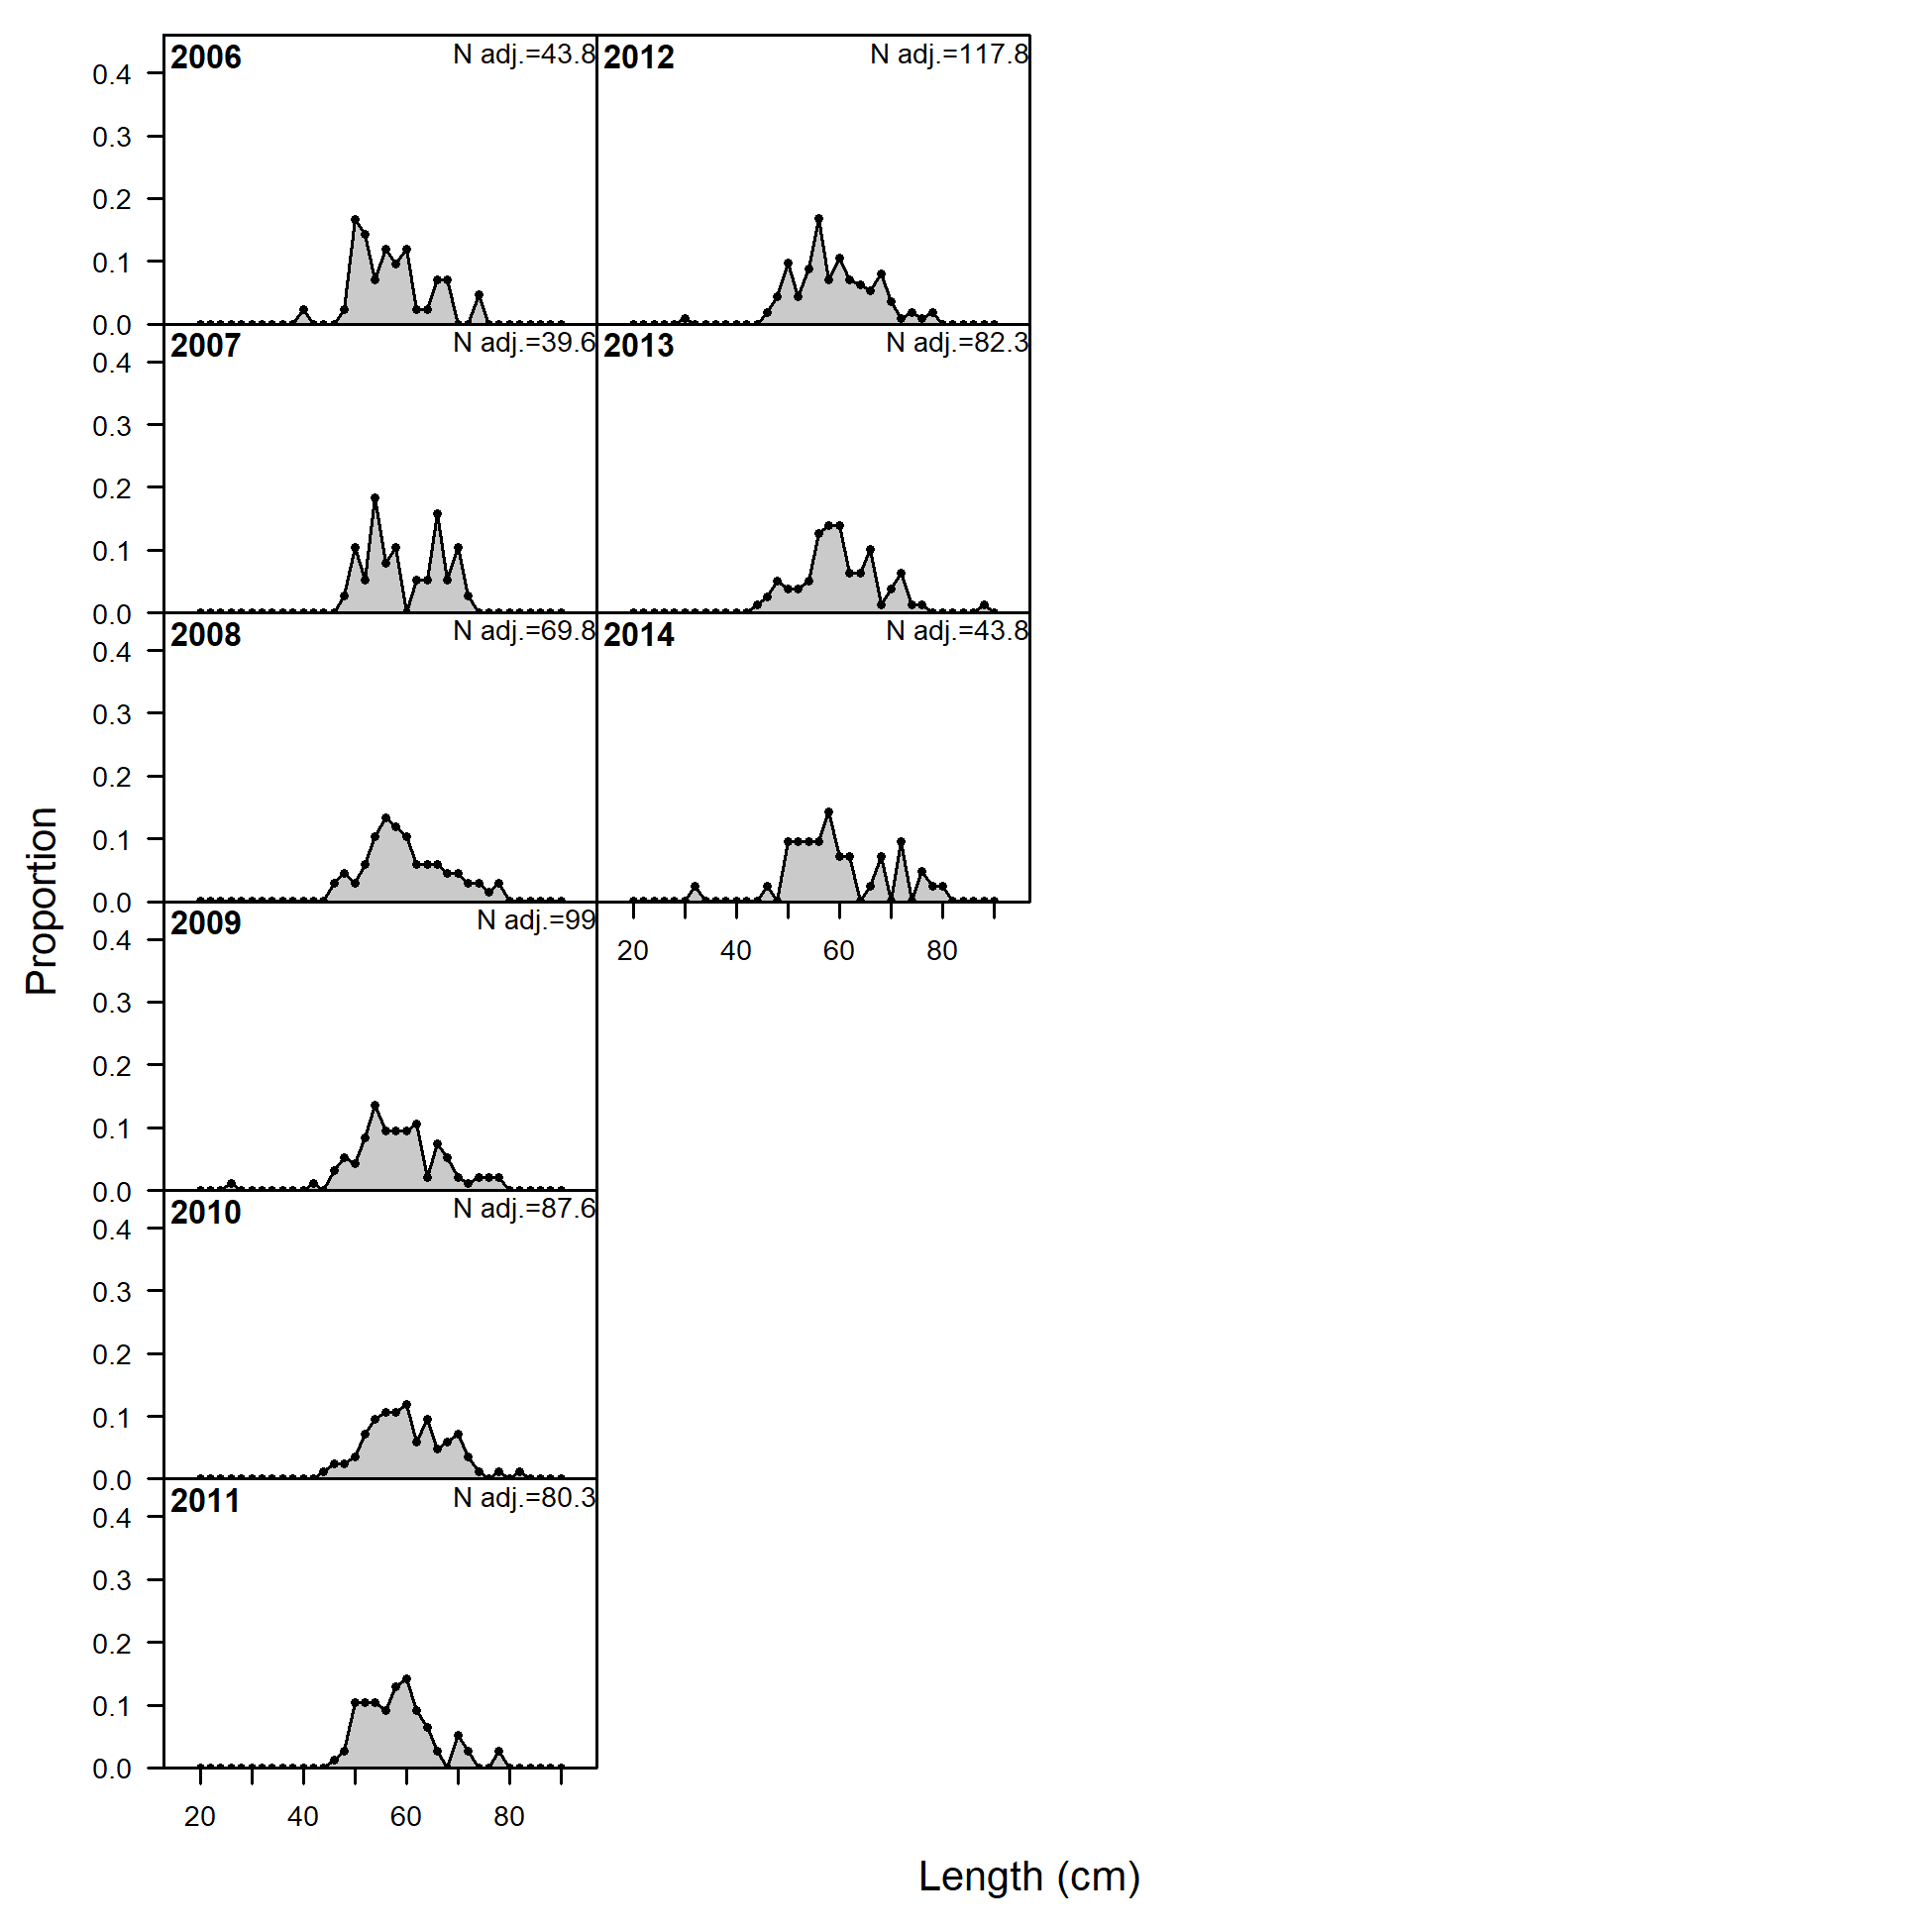 Proportion
2006 N adj.=43.8
0.4
0.3
0.2
0.1
0.0
2007 N adj.=39.6
0.4
0.3
0.2
0.1
0.0
2008 N adj.=69.8
0.4
0.3
0.2
0.1
0.0
2009 N adj.=99
0.4
0.3
0.2
0.1
0.0
2010 N adj.=87.6
0.4
0.3
0.2
0.1
0.0
2011 N adj.=80.3
0.4
0.3
0.2
0.1
0.0
20 40 60 80
2012 N adj.=117.8
2013 N adj.=82.3
2014 N adj.=43.8
20 40 60 80
Length (cm)